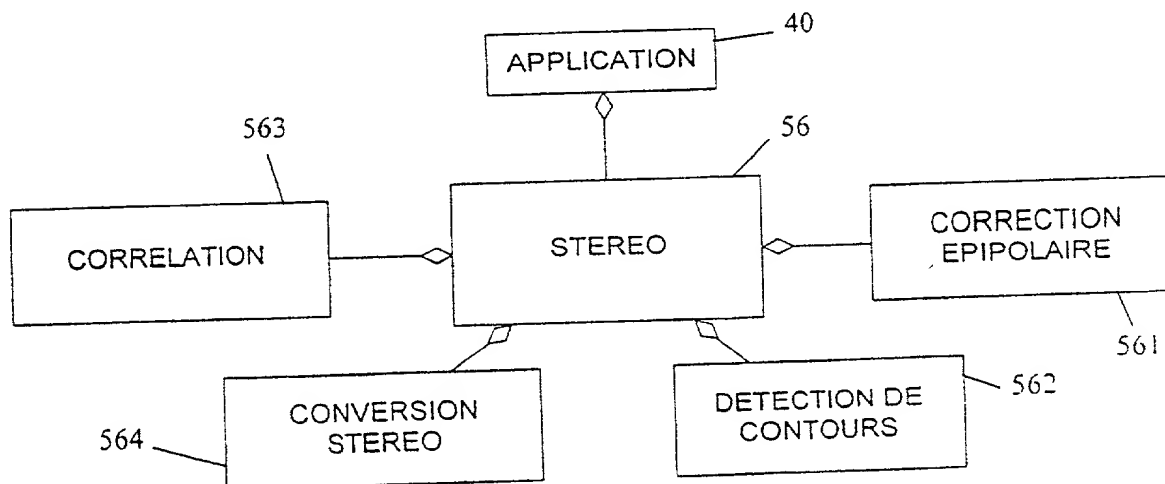 40
APPLICATION
563
56
CORRELATION
STEREO
CORRECTION
EPIPOLAIRE
561
564
CONVERSION
STEREO
DETECTION DE
CONTOURS
562